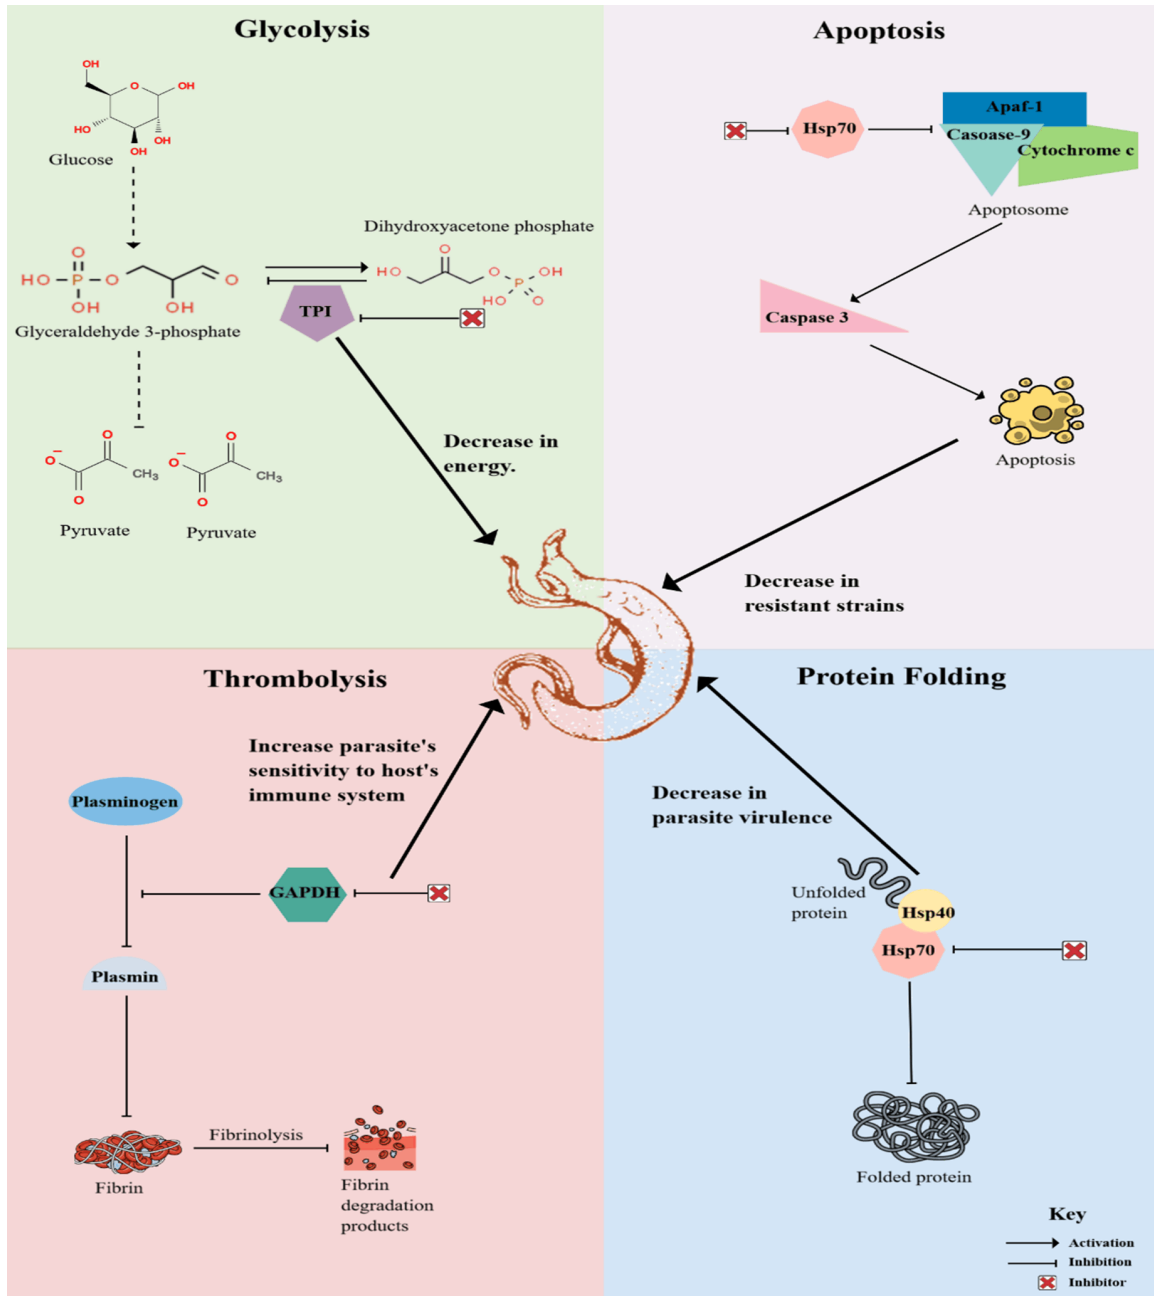 Glycolysis
OH
O
OH
HO
OH
OH
Glucose
Dihydroxyacetone phosphate
O
HO
P
O
OH
OH
O
Glyceraldehyde 3-phosphate
O
HO
O
P
OH
HO
O
TPI
O
O
CH3
O
O
O
CH3
O
Pyruvate
Pyruvate
Decrease in
energy.
Apoptosis
Hsp70
Apaf-1
Casoase-9
Cytochrome c
Apoptosome
Caspase 3
Apoptosis
Decrease in
resistant strains
Thrombolysis
Increase parasite's
sensitivity to host's
immune system
Plasminogen
GAPDH
Plasmin
Fibrin
Fibrinolysis
Fibrin
degradation
products
Protein Folding
Decrease in
parasite virulence
Unfolded
protein
Hsp40
Hsp70
Folded protein
Key
Activation
Inhibition
Inhibitor